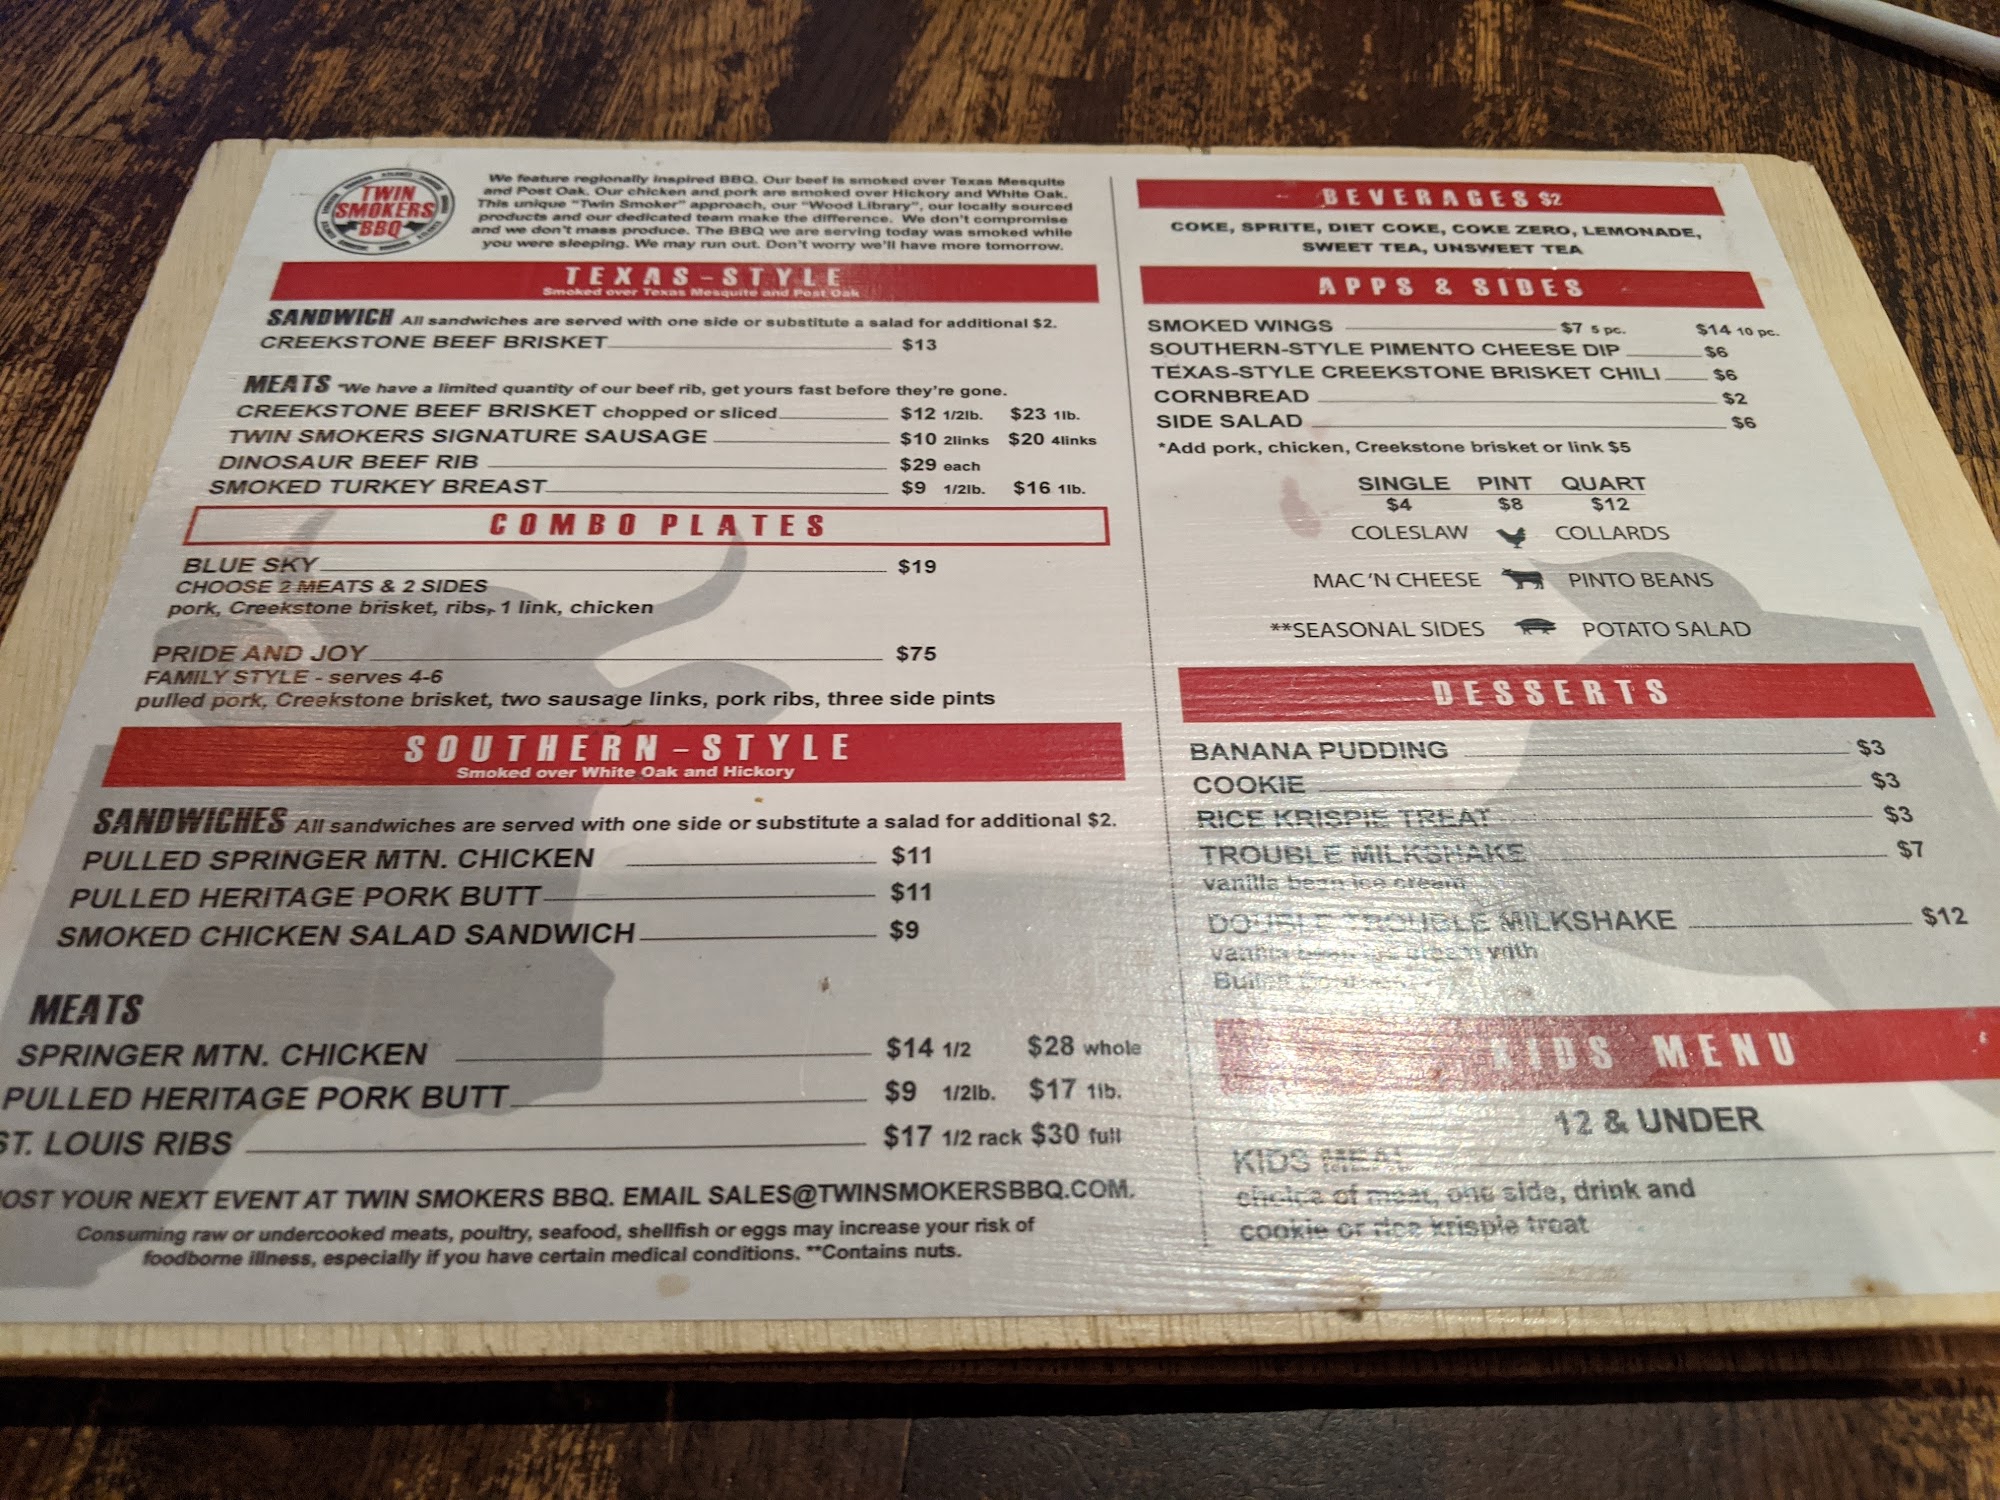 TWIN
SMOKERS
BBQ
We feature regionally inspired BBQ. Our beef is smoked over Texas Mesquite
and Post Oak. Our chicken and pork are smoked over Hickory and White Oak.
This unique "Twin Smoker" approach, our "Wood Library", our locally sourced
products and our dedicated team make the difference. We don't compromise
and we don't mass produce. The BBQ we are serving today was smoked while
you were sleeping. We may run out. Don't worry we'll have more tomorrow.
TEXAS-STYLE
Smoked over Texas Mesquite and Post Oak
SANDWICH All sandwiches are served with one side or substitute a salad for additional $2.
CREEKSTONE BEEF BRISKET $13
MEATS *We have a limited quantity of our beef rib, get yours fast before they're gone.
CREEKSTONE BEEF BRISKET chopped or sliced $12 1/2lb. $23 1lb.
TWIN SMOKERS SIGNATURE SAUSAGE $10 2links $20 4links
DINOSAUR BEEF RIB $29 each
SMOKED TURKEY BREAST $9 1/2lb. $16 1lb.
COMBO PLATES
BLUE SKY $19
CHOOSE 2 MEATS & 2 SIDES
pork, Creekstone brisket, ribs, 1 link, chicken
PRIDE AND JOY $75
FAMILY STYLE - serves 4-6
pulled pork, Creekstone brisket, two sausage links, pork ribs, three side pints
SOUTHERN-STYLE
Smoked over White Oak and Hickory
SANDWICHES All sandwiches are served with one side or substitute a salad for additional $2.
PULLED SPRINGER MTN. CHICKEN $11
PULLED HERITAGE PORK BUTT $11
SMOKED CHICKEN SALAD SANDWICH $9
MEATS
SPRINGER MTN. CHICKEN $14 1/2 $28 whole
PULLED HERITAGE PORK BUTT $9 1/2lb. $17 1lb.
ST. LOUIS RIBS $17 1/2 rack $30 full
OST YOUR NEXT EVENT AT TWIN SMOKERS BBQ. EMAIL SALES@TWINSMOKERSBBQ.COM.
Consuming raw or undercooked meats, poultry, seafood, shellfish or eggs may increase your risk of
foodborne illness, especially if you have certain medical conditions. **Contains nuts.
BEVERAGES $2
COKE, SPRITE, DIET COKE, COKE ZERO, LEMONADE,
SWEET TEA, UNSWEET TEA
APPS & SIDES
SMOKED WINGS $7 5 pc. $14 10 pc.
SOUTHERN-STYLE PIMENTO CHEESE DIP $6
TEXAS-STYLE CREEKSTONE BRISKET CHILI $6
CORNBREAD $2
SIDE SALAD $6
*Add pork, chicken, Creekstone brisket or link $5
SINGLE PINT QUART
$4 $8 $12
COLESLAW COLLARDS
MAC'N CHEESE PINTO BEANS
**SEASONAL SIDES POTATO SALAD
DESSERTS
BANANA PUDDING $3
COOKIE $3
RICE KRISPIE TREAT $3
TROUBLE MILKSHAKE $7
vanilla bean ice cream
DOUBLE TROUBLE MILKSHAKE $12
vanilla bean ice cream with
KIDS MENU
12 & UNDER
KIDS MEAL
choice of meat, one side, drink and
cookie or rice krispie treat